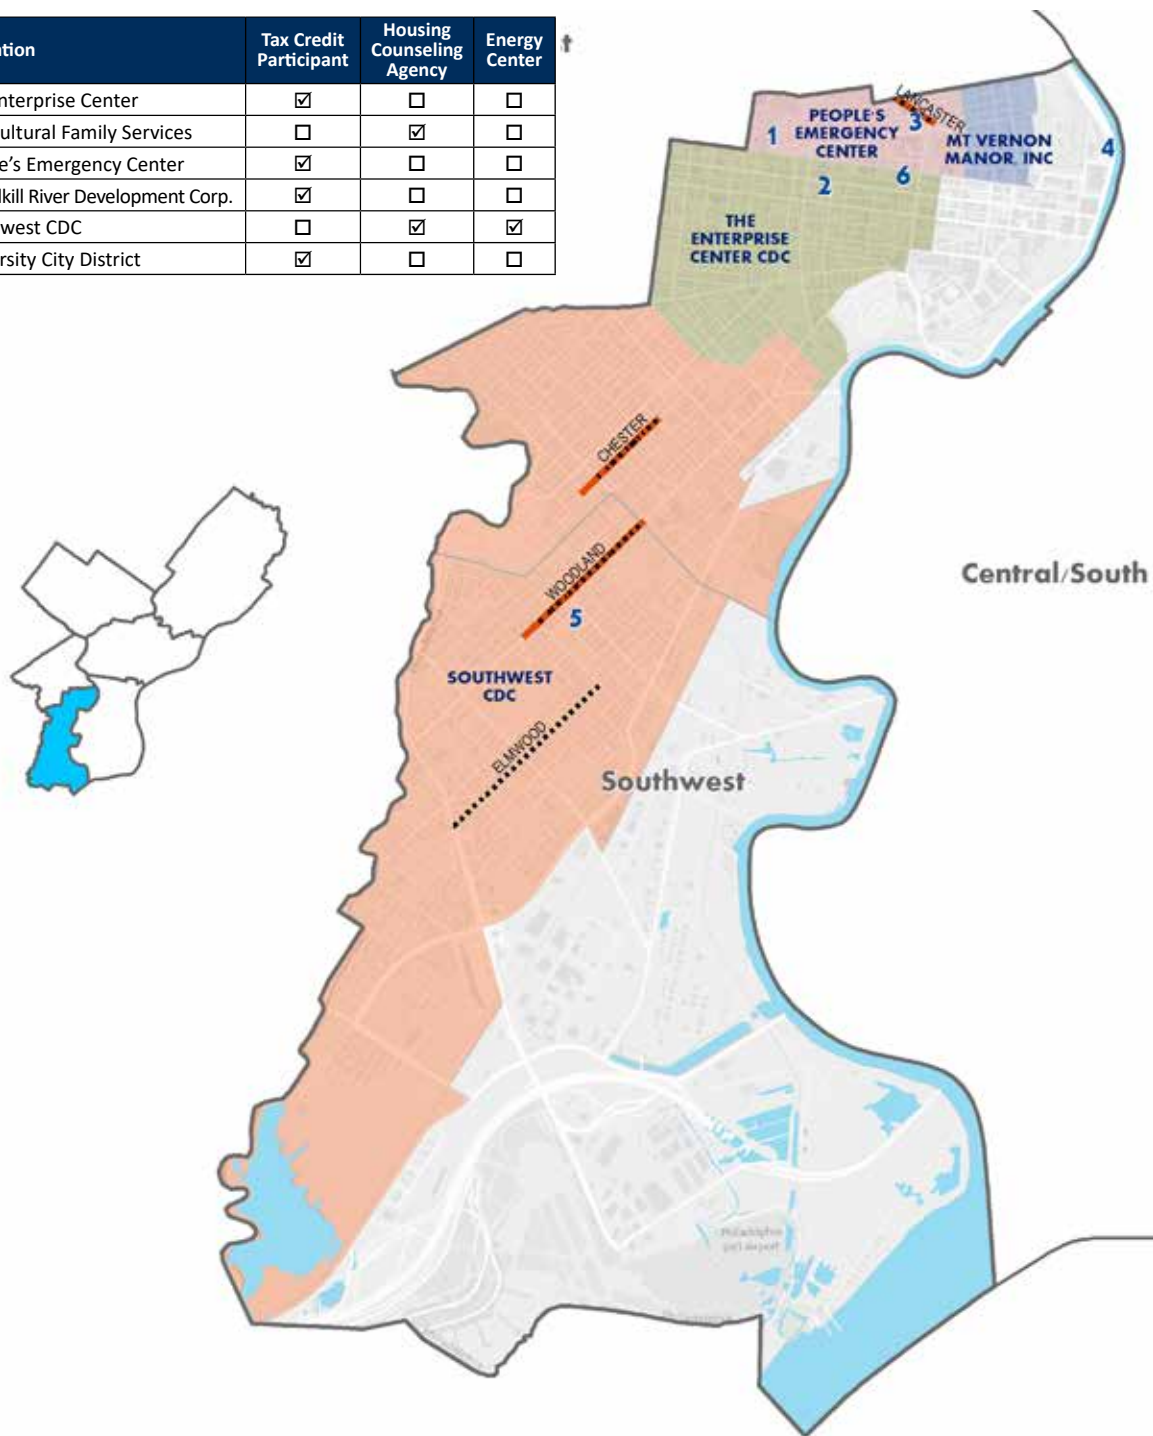 tion Tax Credit Participant Housing Counseling Agency Energy Center
nterprise Center ☑ ☐ ☐
ultural Family Services ☐ ☑ ☐
e's Emergency Center ☑ ☐ ☐
lkill River Development Corp. ☑ ☐ ☐
west CDC ☐ ☑ ☑
rsity City District ☑ ☐ ☐
LANCASTER
1
PEOPLE'S
EMERGENCY
CENTER
3
MT VERNON
MANOR, INC
4
2
6
THE
ENTERPRISE
CENTER CDC
CHESTER
WOODLAND
5
Central/South
SOUTHWEST
CDC
ELMWOOD
Southwest